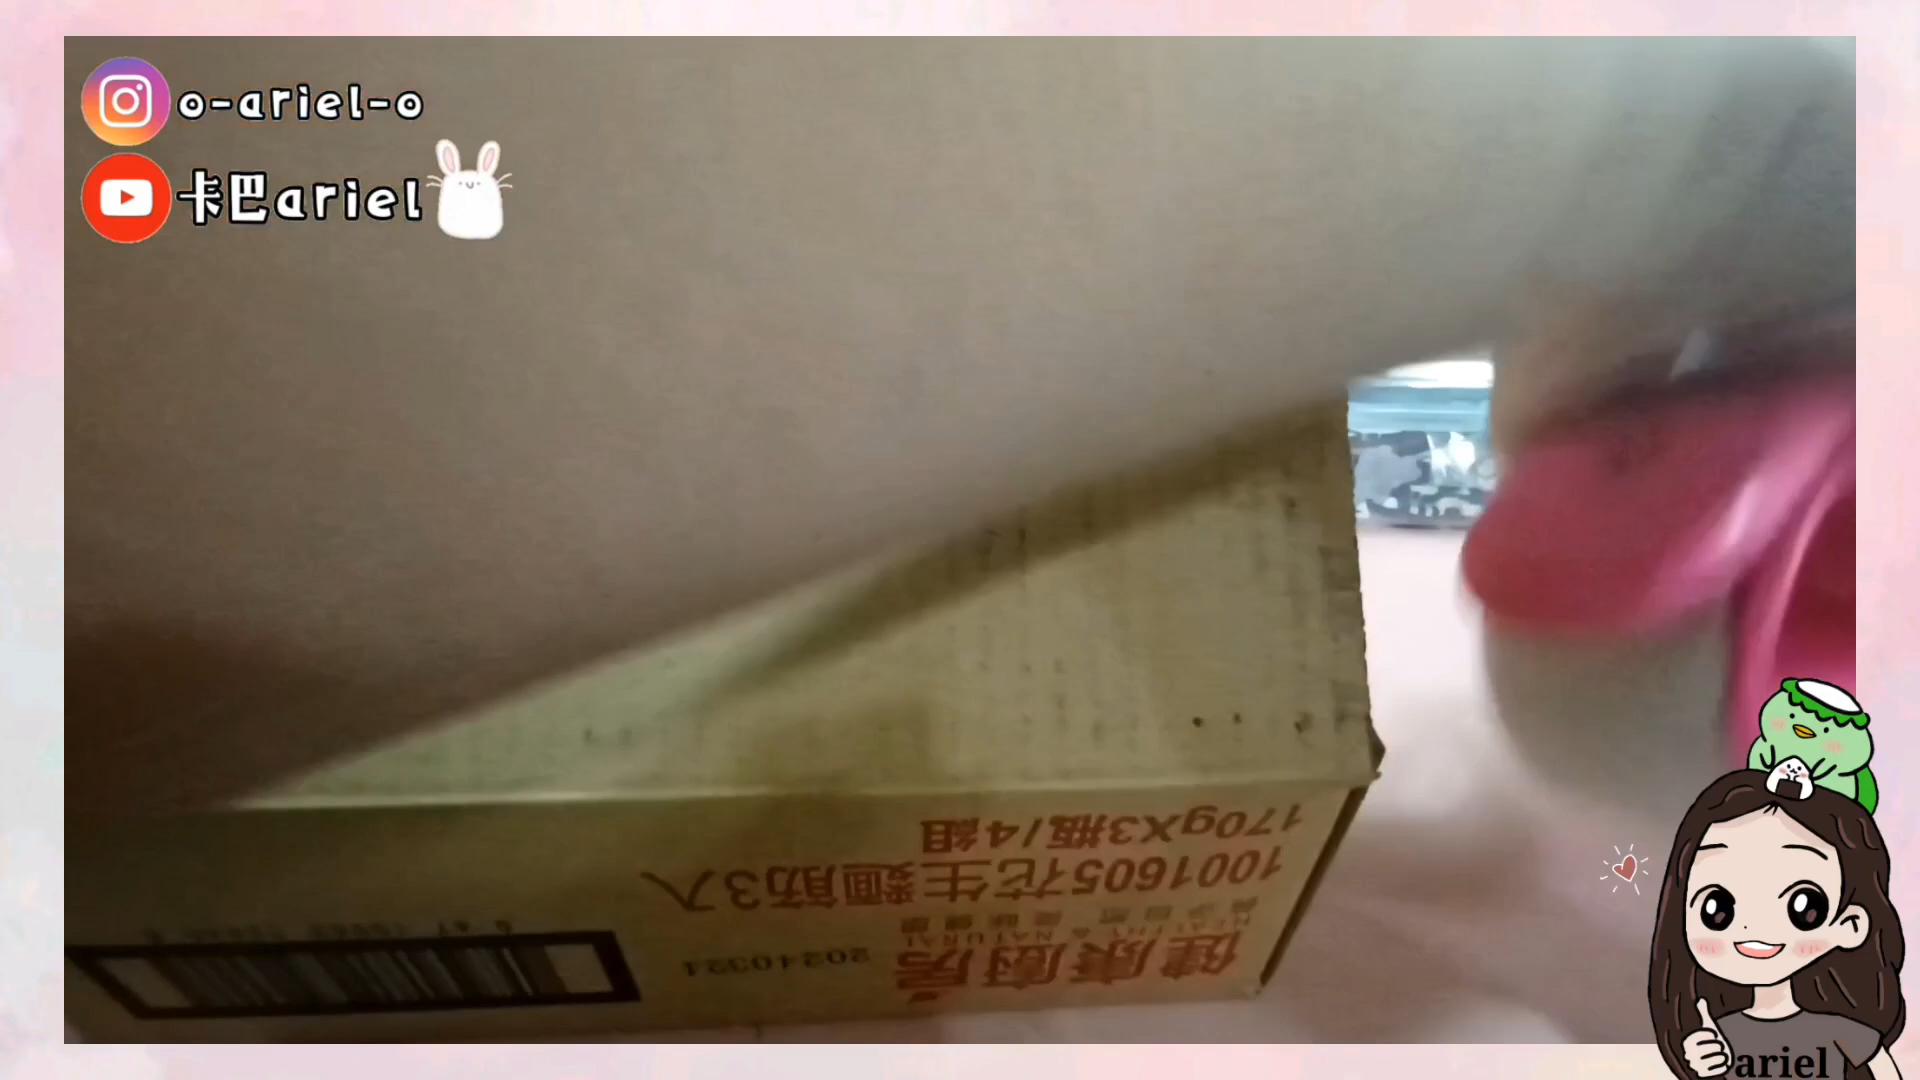 o-ariel-o
卡巴ariel
健康廚房
20240321
1001605花生麵筋3入
170gX3瓶/4組
ariel